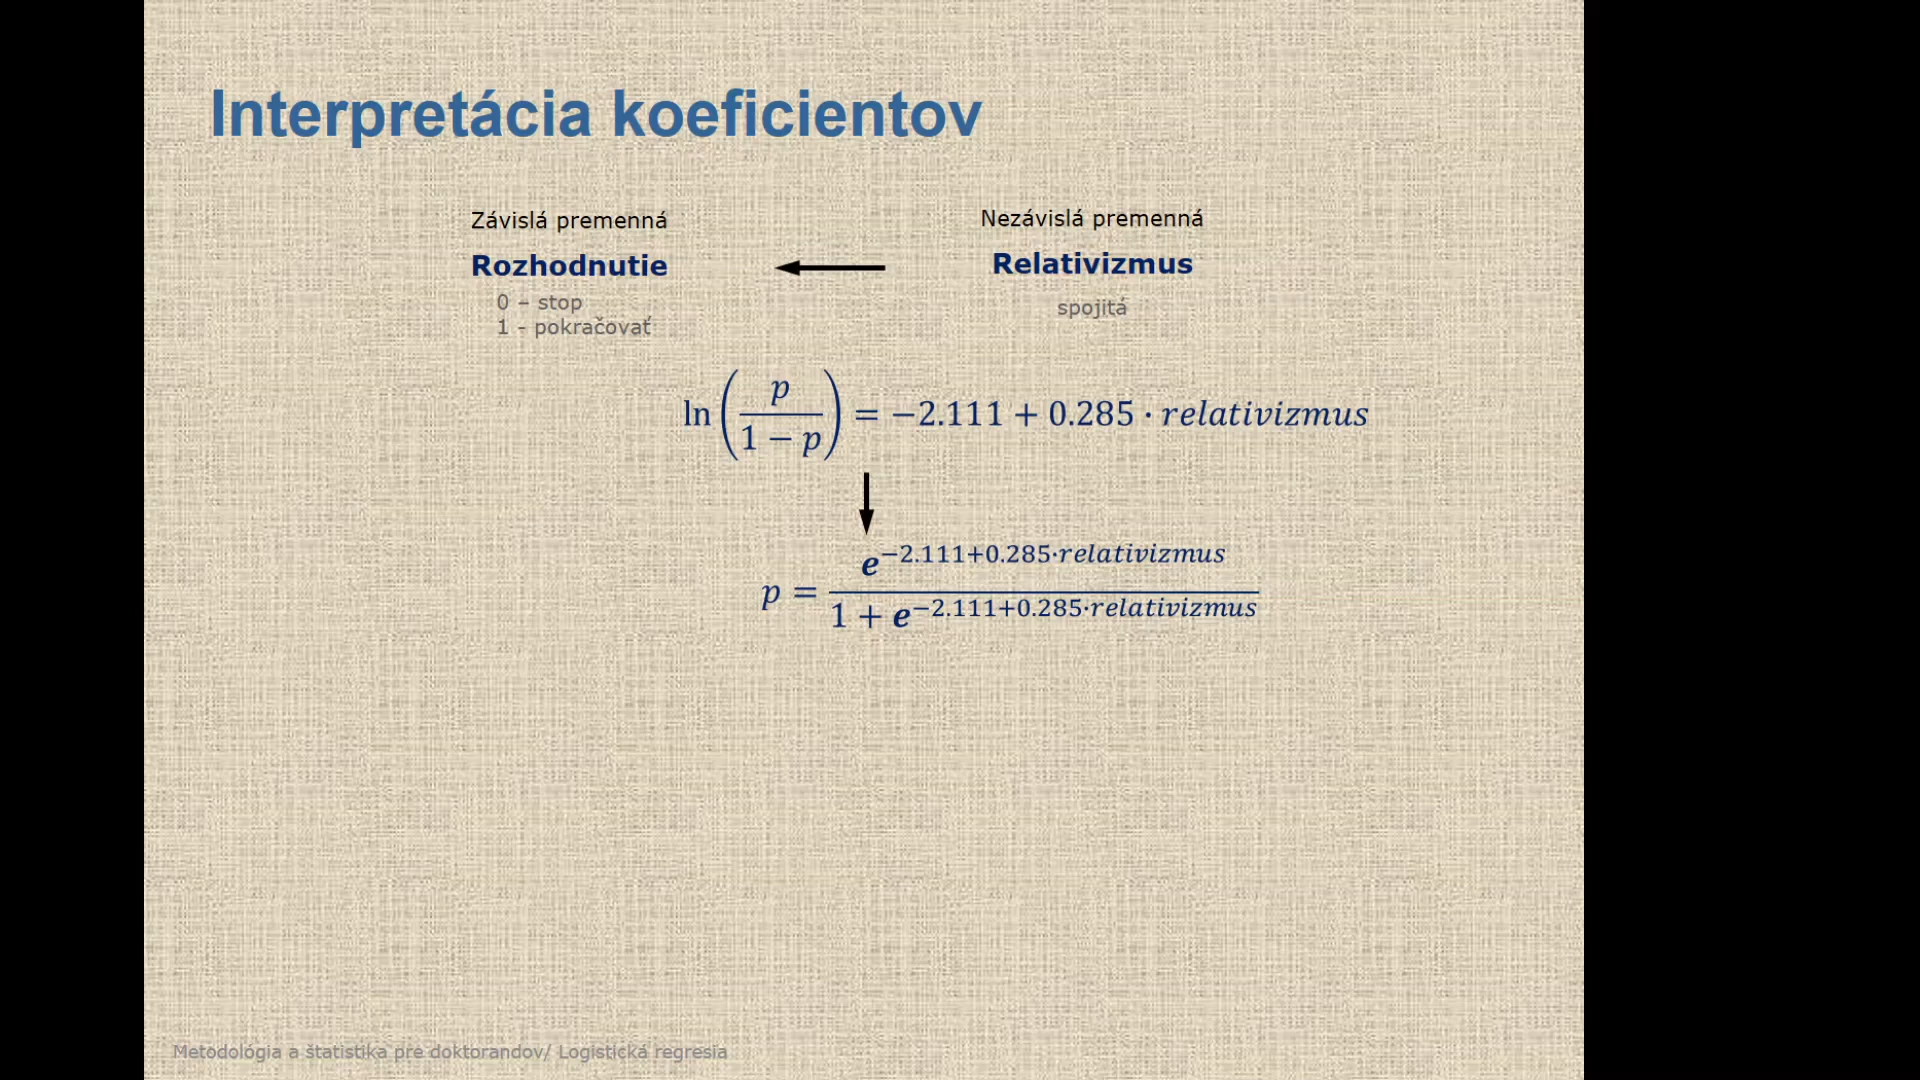 Interpretácia koeficientov
Závislá premenná
Nezávislá premenná
Rozhodnutie
Relativizmus
0 – stop
1 - pokračovať
spojitá
ln(p/(1 − p)) = −2.111 + 0.285 · relativizmus
p = e^(−2.111+0.285·relativizmus) / (1 + e^(−2.111+0.285·relativizmus))
Metodológia a štatistika pre doktorandov/ Logistická regresia